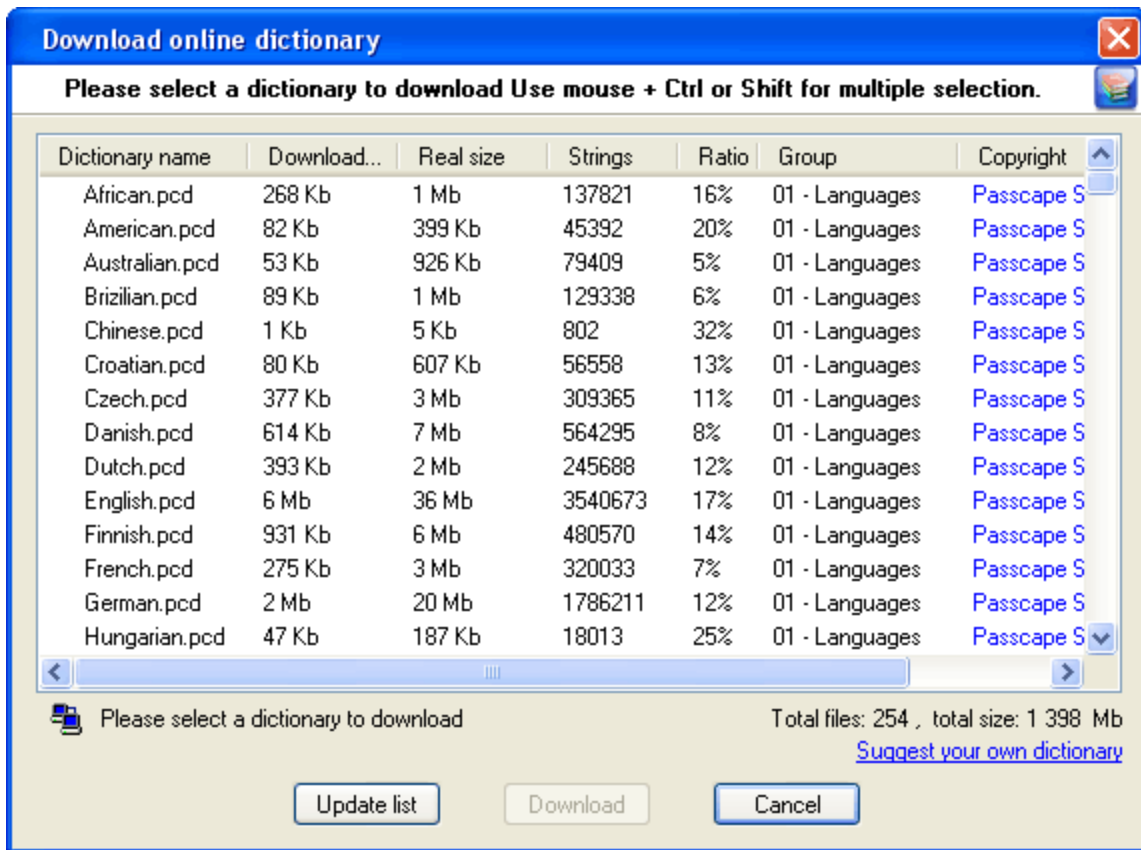 Download online dictionary
Please select a dictionary to download Use mouse + Ctrl or Shift for multiple selection.
Dictionary name Download... Real size Strings Ratio Group Copyright
African.pcd 268 Kb 1 Mb 137821 16% 01 - Languages Passcape S
American.pcd 82 Kb 399 Kb 45392 20% 01 - Languages Passcape S
Australian.pcd 53 Kb 926 Kb 79409 5% 01 - Languages Passcape S
Brizilian.pcd 89 Kb 1 Mb 129338 6% 01 - Languages Passcape S
Chinese.pcd 1 Kb 5 Kb 802 32% 01 - Languages Passcape S
Croatian.pcd 80 Kb 607 Kb 56558 13% 01 - Languages Passcape S
Czech.pcd 377 Kb 3 Mb 309365 11% 01 - Languages Passcape S
Danish.pcd 614 Kb 7 Mb 564295 8% 01 - Languages Passcape S
Dutch.pcd 393 Kb 2 Mb 245688 12% 01 - Languages Passcape S
English.pcd 6 Mb 36 Mb 3540673 17% 01 - Languages Passcape S
Finnish.pcd 931 Kb 6 Mb 480570 14% 01 - Languages Passcape S
French.pcd 275 Kb 3 Mb 320033 7% 01 - Languages Passcape S
German.pcd 2 Mb 20 Mb 1786211 12% 01 - Languages Passcape S
Hungarian.pcd 47 Kb 187 Kb 18013 25% 01 - Languages Passcape S
Please select a dictionary to download Total files: 254 , total size: 1 398 Mb
Suggest your own dictionary
Update list Download Cancel